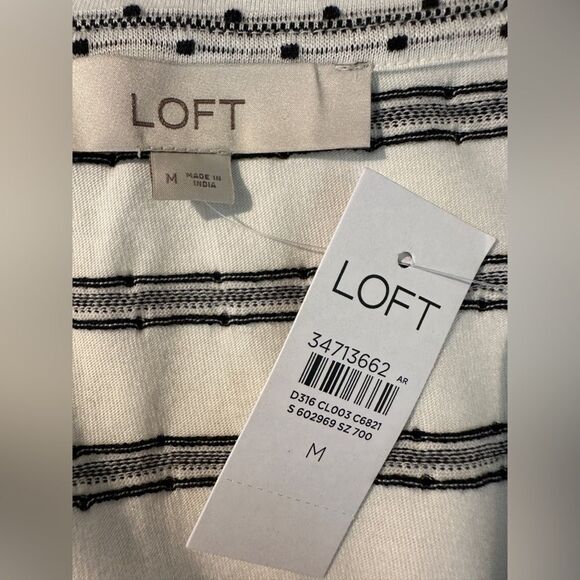 LOFT
M MADE IN
INDIA
LOFT
34713662
AR
D316 CL003 C6821
S 602969 SZ 700
M